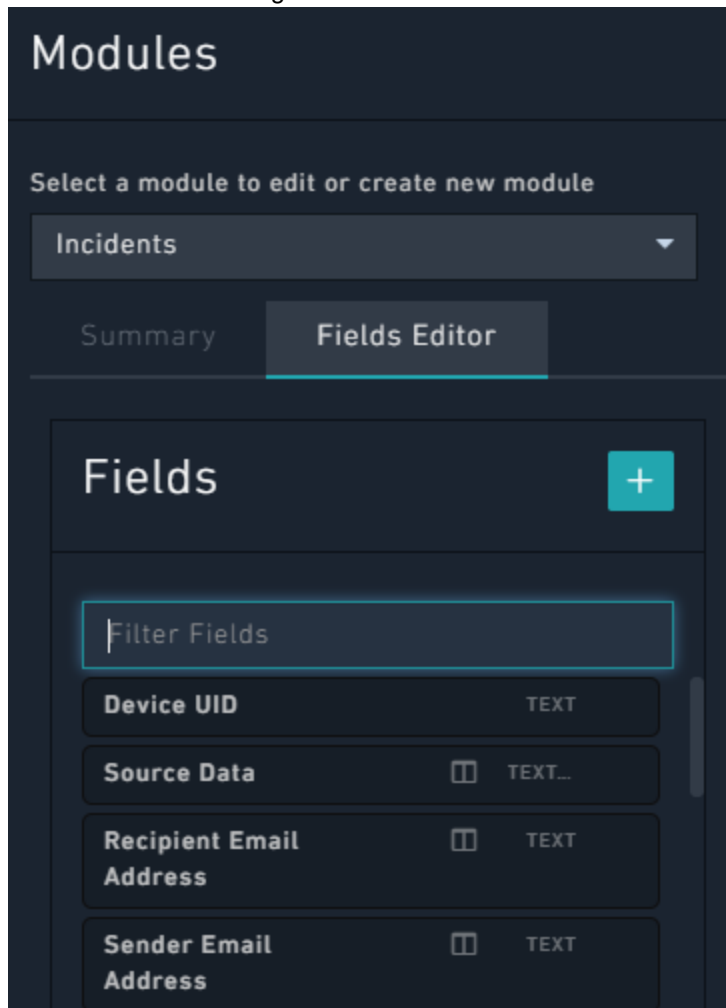 Modules
Select a module to edit or create new module
Incidents
Summary
Fields Editor
Fields
+
Filter Fields
Device UID TEXT
Source Data TEXT...
Recipient Email TEXT
Address
Sender Email TEXT
Address